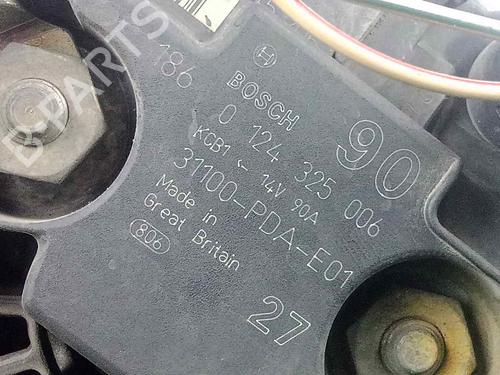 186
BOSCH
90
0 124 325 006
KCB1 14V 90A
31100-PDA-E01
Made in
Great Britain
806
27
B-PARTS